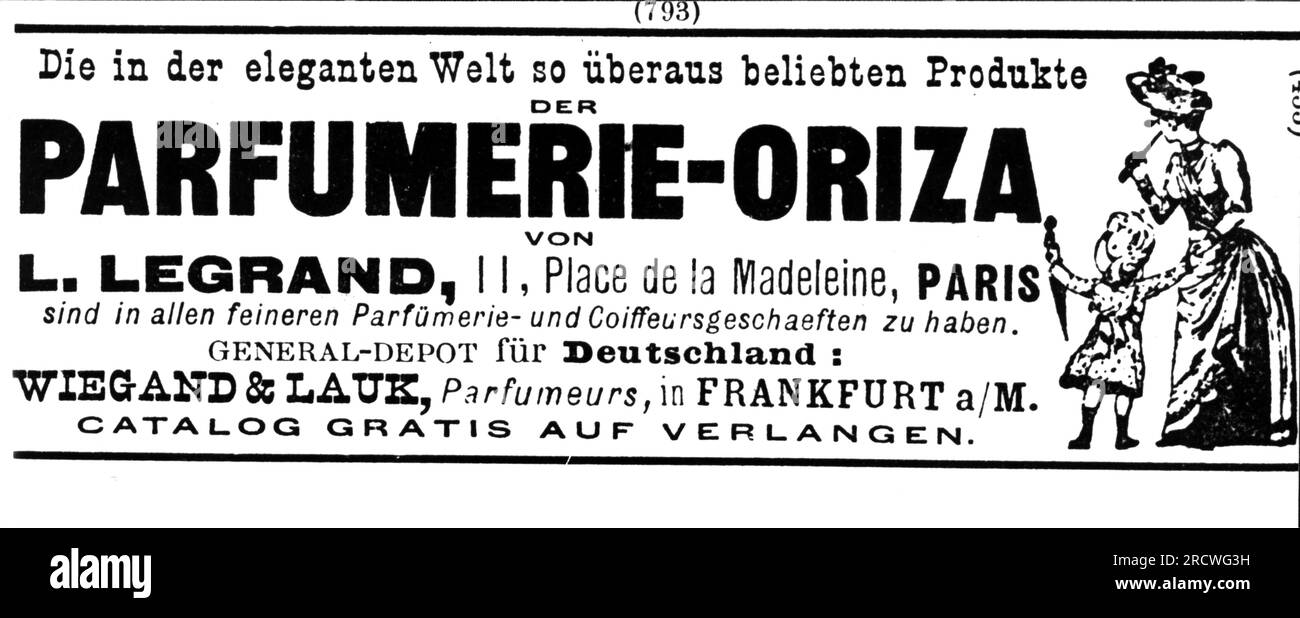 (793)
Die in der eleganten Welt so überaus beliebten Produkte
DER
PARFUMERIE-ORIZA
VON
L. LEGRAND, 11, Place de la Madeleine, PARIS
sind in allen feineren Parfümerie- und Coiffeursgeschaeften zu haben.
GENERAL-DEPOT für Deutschland:
WIEGAND & LAUK, Parfumeurs, in FRANKFURT a/M.
CATALOG GRATIS AUF VERLANGEN.
alamy
Image ID: 2RCWG3H
www.alamy.com